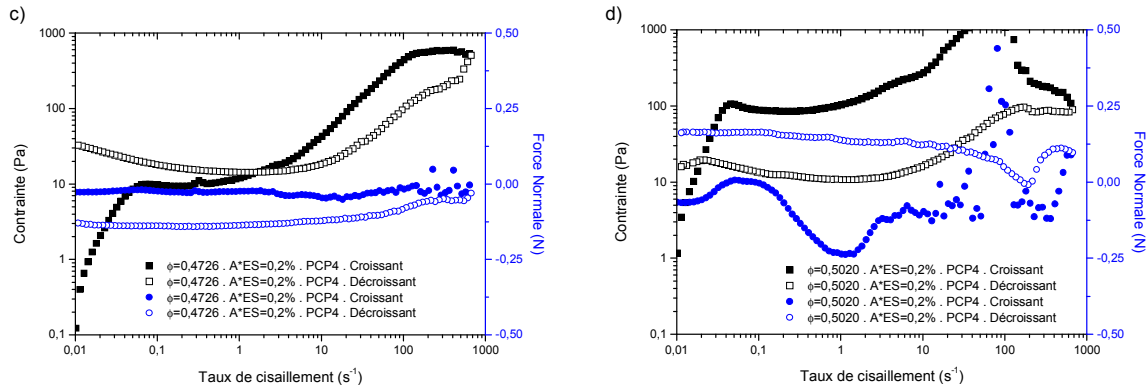 c)
1000
100
10
1
0,1
Contrainte (Pa)
0,50
0,25
0,00
-0,25
-0,50
Force Normale (N)
ϕ=0,4726 . A*ES=0,2% . PCP4 . Croissant
ϕ=0,4726 . A*ES=0,2% . PCP4 . Décroissant
ϕ=0,4726 . A*ES=0,2% . PCP4 . Croissant
ϕ=0,4726 . A*ES=0,2% . PCP4 . Décroissant
0,01 0,1 1 10 100 1000
Taux de cisaillement (s⁻¹)
d)
1000
100
10
1
0,1
Contrainte (Pa)
0,50
0,25
0,00
-0,25
-0,50
Force Normale (N)
ϕ=0,5020 . A*ES=0,2% . PCP4 . Croissant
ϕ=0,5020 . A*ES=0,2% . PCP4 . Décroissant
ϕ=0,5020 . A*ES=0,2% . PCP4 . Croissant
ϕ=0,5020 . A*ES=0,2% . PCP4 . Décroissant
10⁻² 10⁻¹ 10⁰ 10¹ 10² 10³
Taux de cisaillement (s⁻¹)